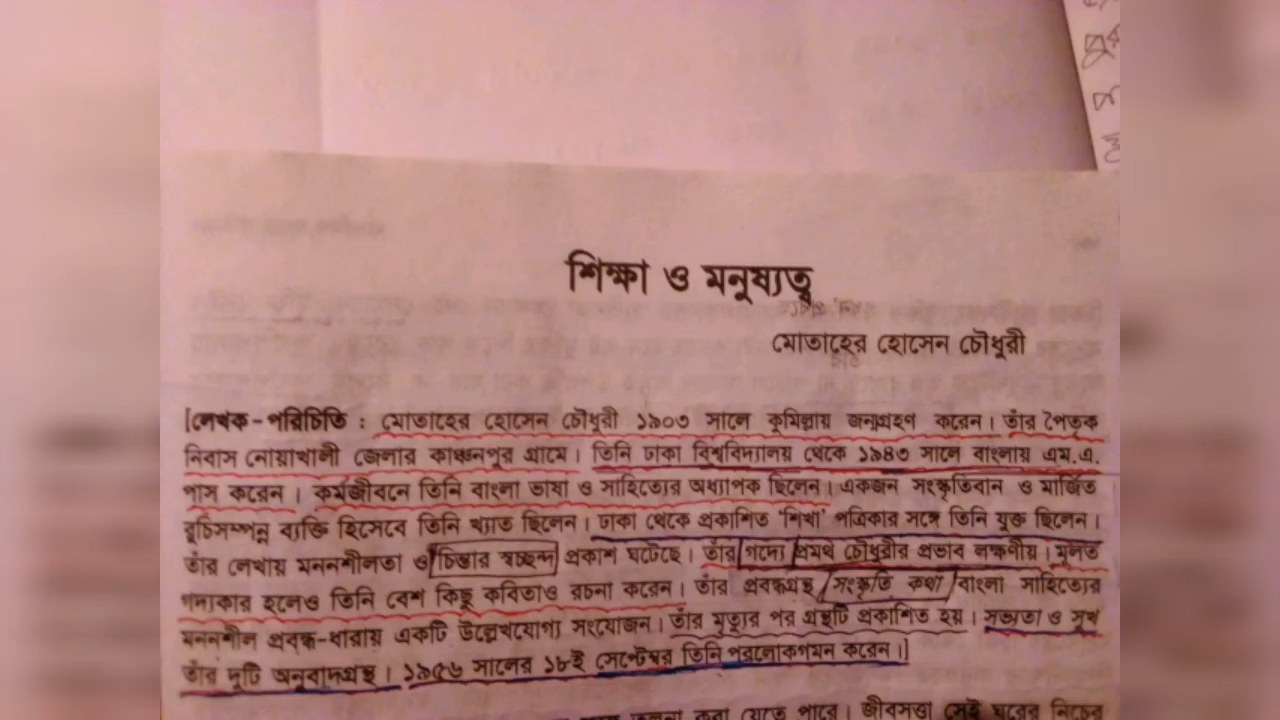 শিক্ষা ও মনুষ্যত্ব
মোতাহের হোসেন চৌধুরী
[লেখক-পরিচিতি : মোতাহের হোসেন চৌধুরী ১৯০৩ সালে কুমিল্লায় জন্মগ্রহণ করেন। তাঁর পৈতৃক
নিবাস নোয়াখালী জেলার কাঞ্চনপুর গ্রামে। তিনি ঢাকা বিশ্ববিদ্যালয় থেকে ১৯৪৩ সালে বাংলায় এম.এ.
পাস করেন। কর্মজীবনে তিনি বাংলা ভাষা ও সাহিত্যের অধ্যাপক ছিলেন। একজন সংস্কৃতিবান ও মার্জিত
রুচিসম্পন্ন ব্যক্তি হিসেবে তিনি খ্যাত ছিলেন। ঢাকা থেকে প্রকাশিত 'শিখা' পত্রিকার সঙ্গে তিনি যুক্ত ছিলেন।
তাঁর লেখায় মননশীলতা ও চিন্তার স্বচ্ছন্দ প্রকাশ ঘটেছে। তাঁর গদ্যে প্রমথ চৌধুরীর প্রভাব লক্ষণীয়। মূলত
গদ্যকার হলেও তিনি বেশ কিছু কবিতাও রচনা করেন। তাঁর প্রবন্ধগ্রন্থ সংস্কৃতি কথা বাংলা সাহিত্যের
মননশীল প্রবন্ধ-ধারায় একটি উল্লেখযোগ্য সংযোজন। তাঁর মৃত্যুর পর গ্রন্থটি প্রকাশিত হয়। সভ্যতা ও সুখ
তাঁর দুটি অনুবাদগ্রন্থ। ১৯৫৬ সালের ১৮ই সেপ্টেম্বর তিনি পরলোকগমন করেন।]
তুলনা করা যেতে পারে। জীবসত্তা সেই ঘরের নিচের